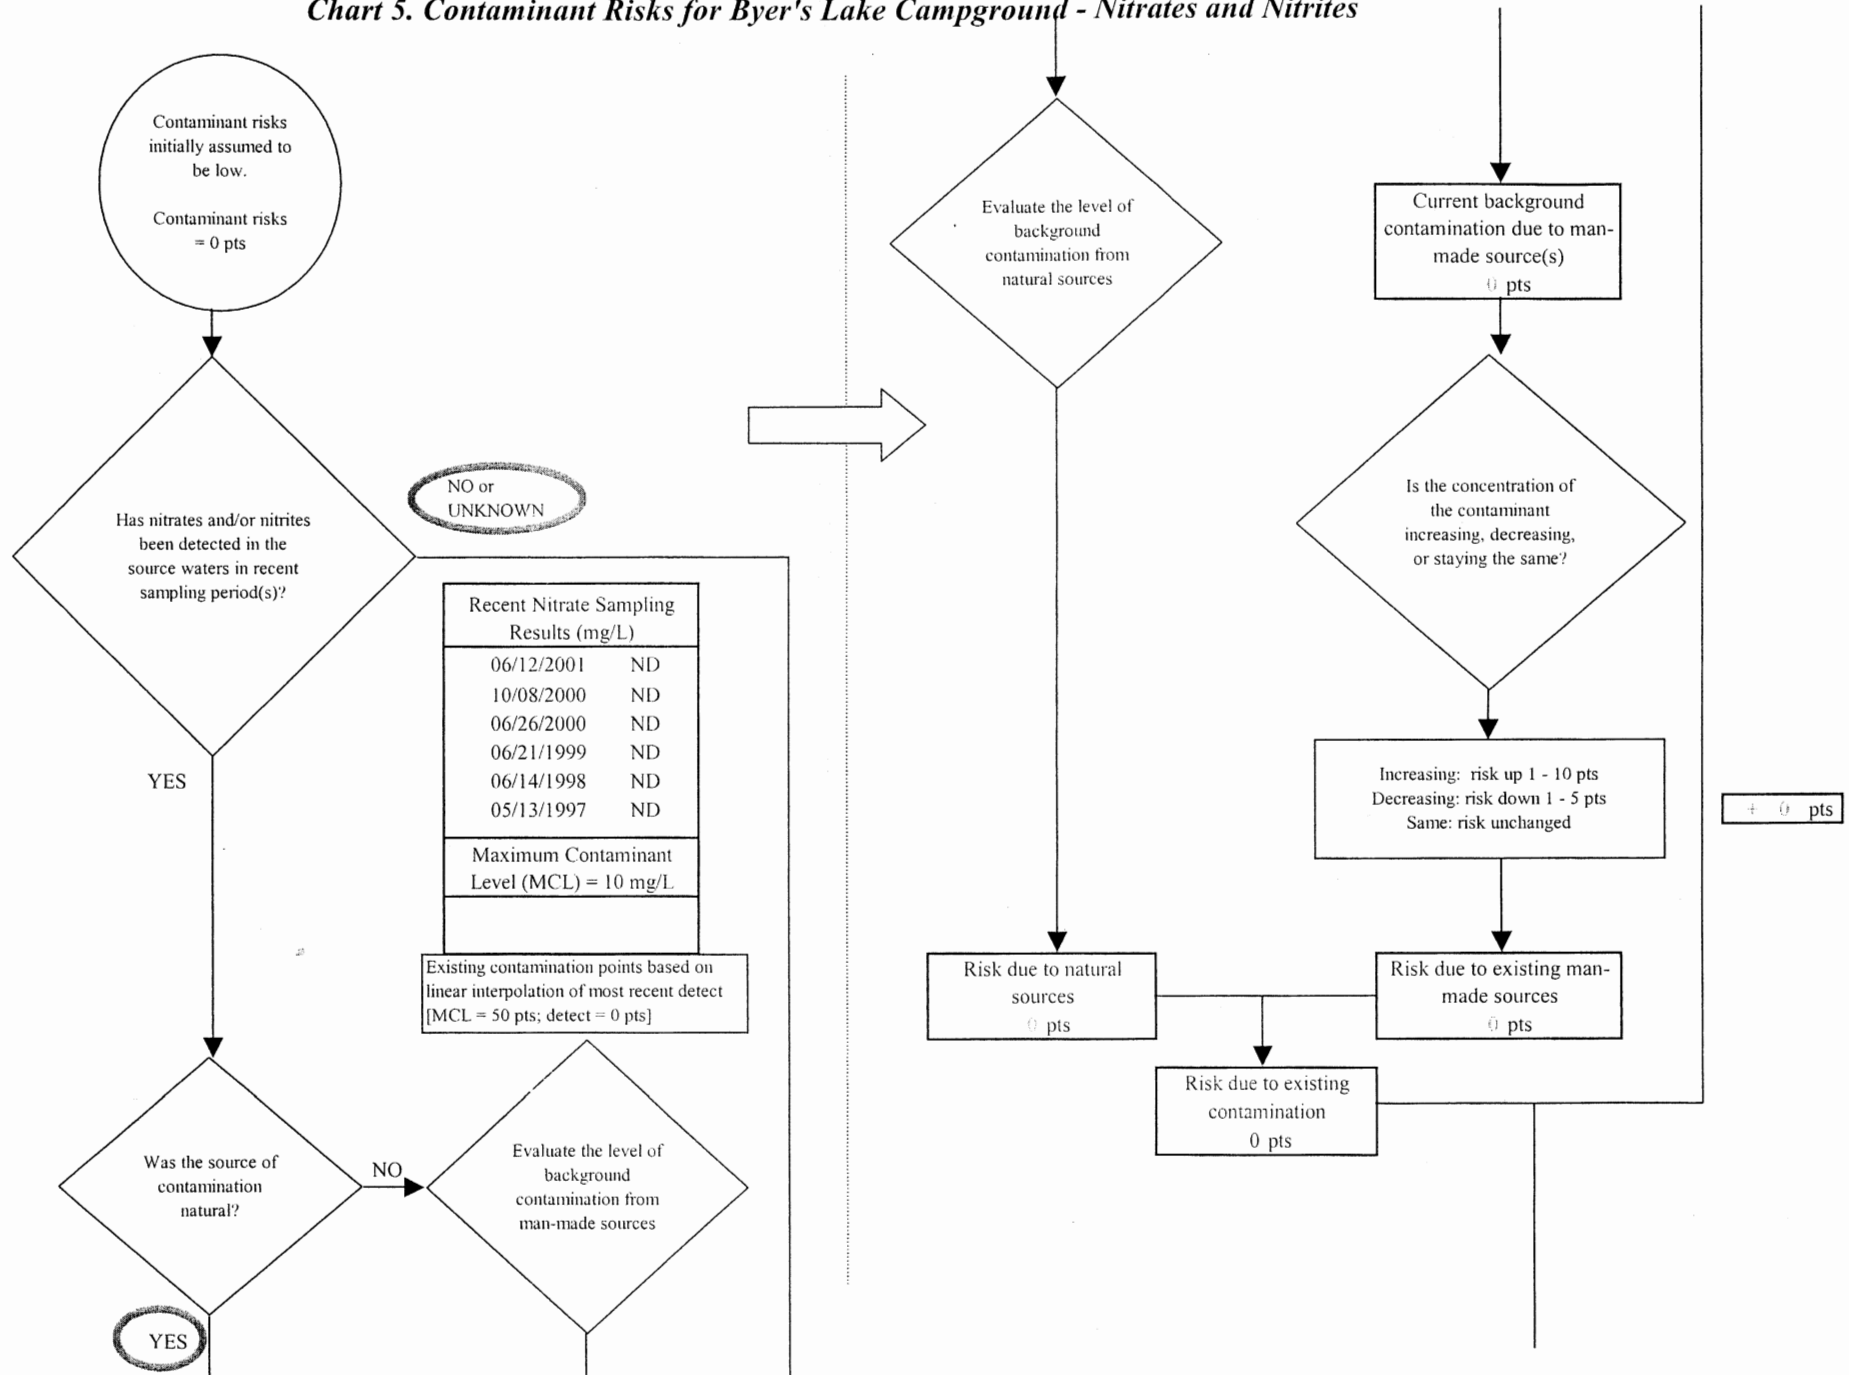 Chart 5. Contaminant Risks for Byer's Lake Campground - Nitrates and Nitrites
Contaminant risks
initially assumed to
be low.
Contaminant risks
= 0 pts
Has nitrates and/or nitrites
been detected in the
source waters in recent
sampling period(s)?
NO or
UNKNOWN
YES
Recent Nitrate Sampling
Results (mg/L)
06/12/2001 ND
10/08/2000 ND
06/26/2000 ND
06/21/1999 ND
06/14/1998 ND
05/13/1997 ND
Maximum Contaminant
Level (MCL) = 10 mg/L
Existing contamination points based on
linear interpolation of most recent detect
[MCL = 50 pts; detect = 0 pts]
Was the source of
contamination
natural?
NO
YES
Evaluate the level of
background
contamination from
man-made sources
Evaluate the level of
background
contamination from
natural sources
Current background
contamination due to man-
made source(s)
0 pts
Is the concentration of
the contaminant
increasing, decreasing,
or staying the same?
Increasing: risk up 1 - 10 pts
Decreasing: risk down 1 - 5 pts
Same: risk unchanged
+ 0 pts
Risk due to natural
sources
0 pts
Risk due to existing man-
made sources
0 pts
Risk due to existing
contamination
0 pts